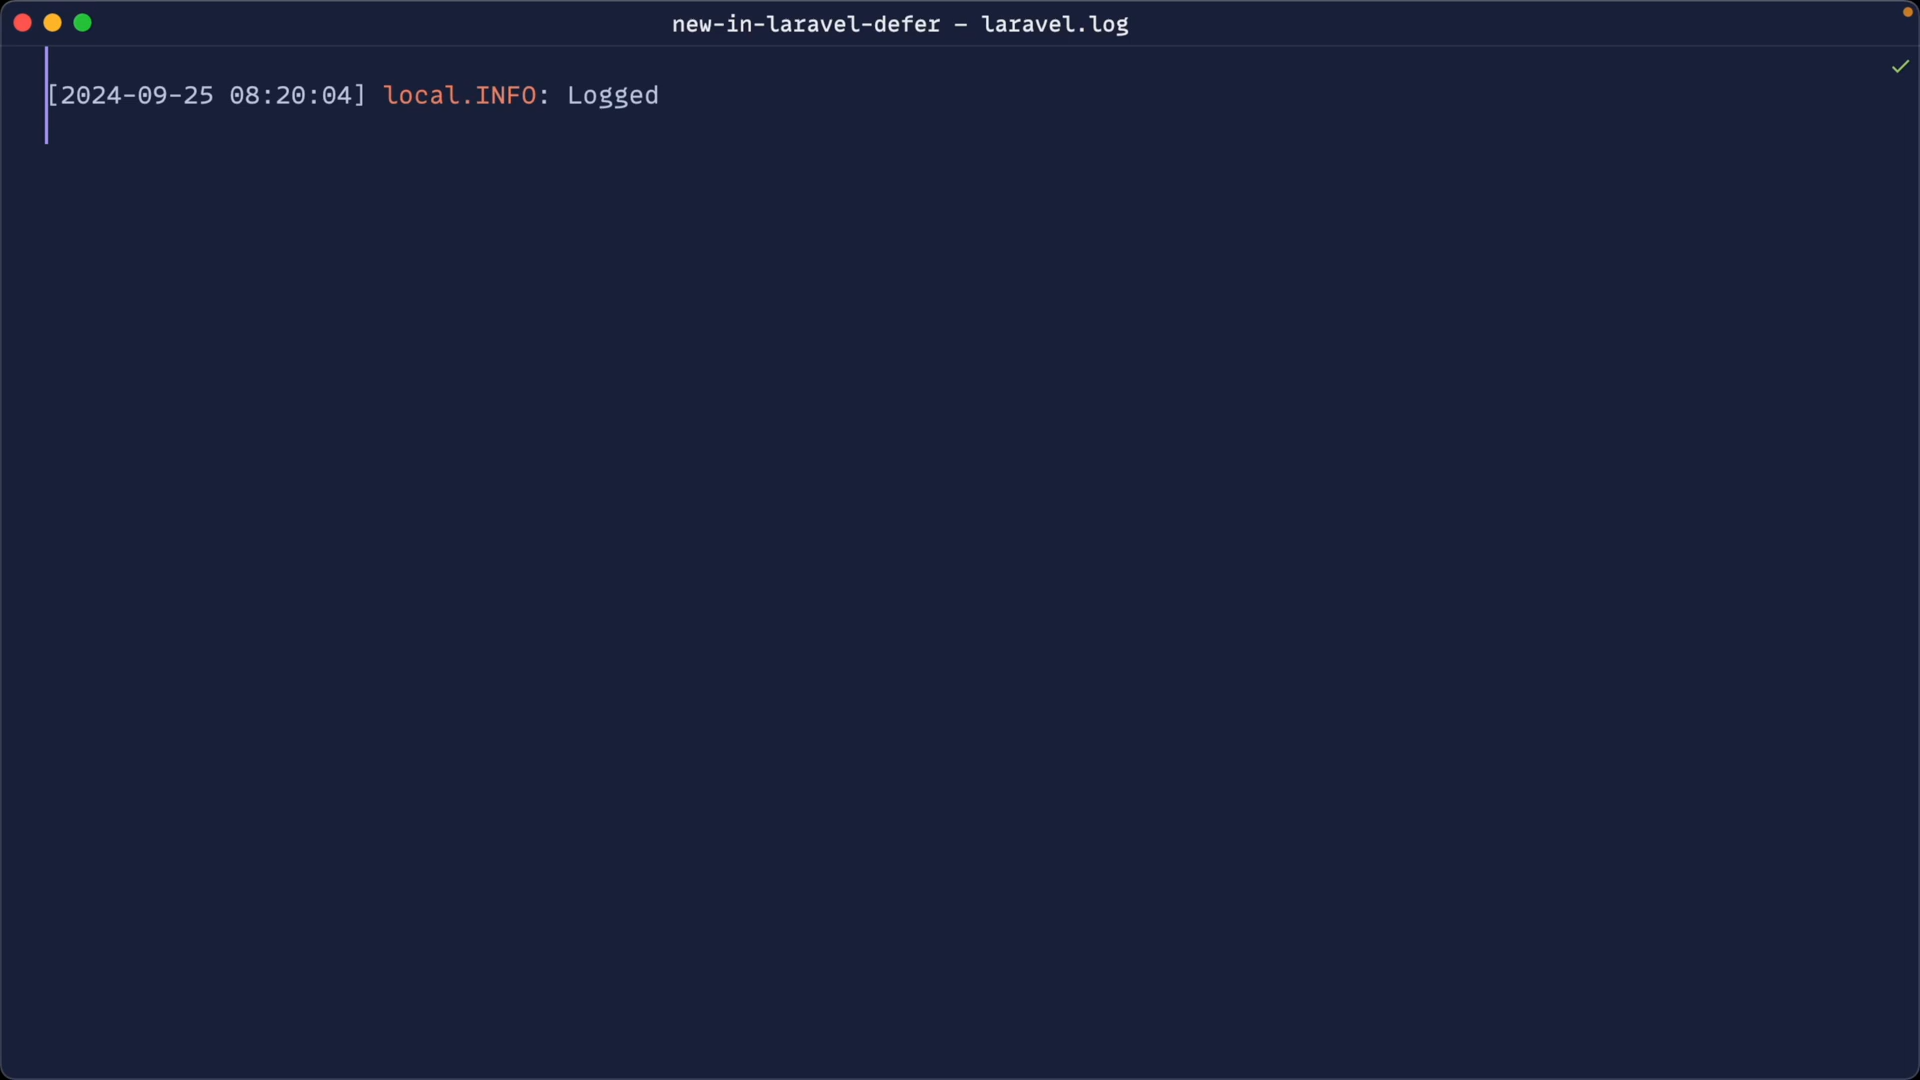 new-in-laravel-defer – laravel.log
[2024-09-25 08:20:04] local.INFO: Logged